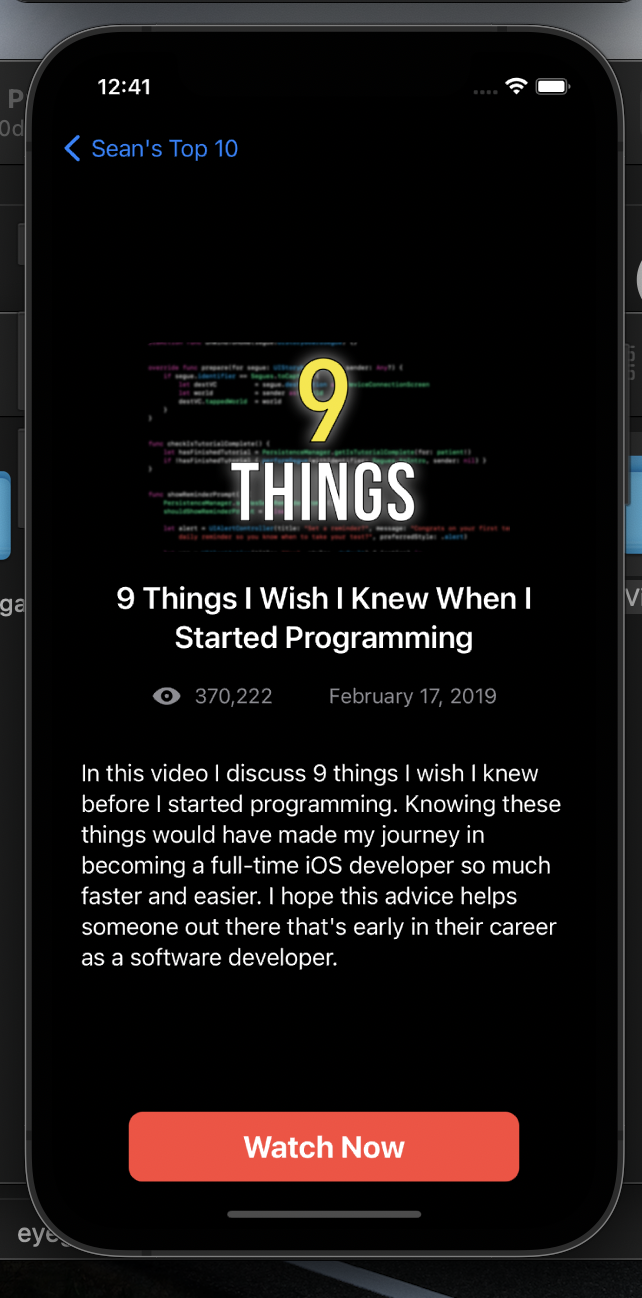 12:41
Sean's Top 10
9
THINGS
9 Things I Wish I Knew When I
Started Programming
370,222 February 17, 2019
In this video I discuss 9 things I wish I knew
before I started programming. Knowing these
things would have made my journey in
becoming a full-time iOS developer so much
faster and easier. I hope this advice helps
someone out there that's early in their career
as a software developer.
Watch Now